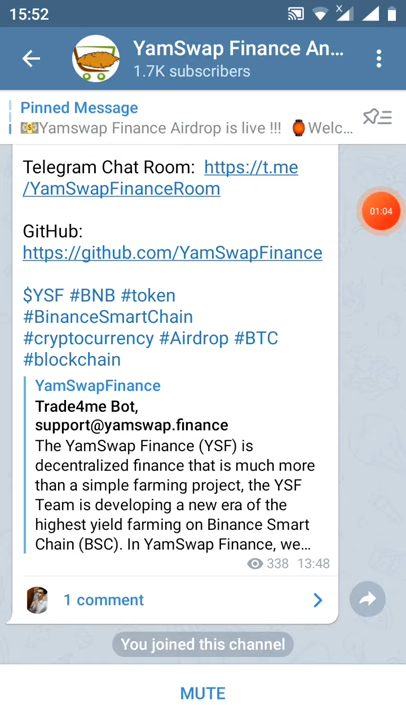 15:52
YamSwap Finance An...
1.7K subscribers
Pinned Message
💵Yamswap Finance Airdrop is live !!! 🏮Welc...
01:04
Telegram Chat Room: https://t.me
/YamSwapFinanceRoom
GitHub:
https://github.com/YamSwapFinance
$YSF #BNB #token
#BinanceSmartChain
#cryptocurrency #Airdrop #BTC
#blockchain
YamSwapFinance
Trade4me Bot,
support@yamswap.finance
The YamSwap Finance (YSF) is
decentralized finance that is much more
than a simple farming project, the YSF
Team is developing a new era of the
highest yield farming on Binance Smart
Chain (BSC). In YamSwap Finance, we...
338 13:48
1 comment
You joined this channel
MUTE